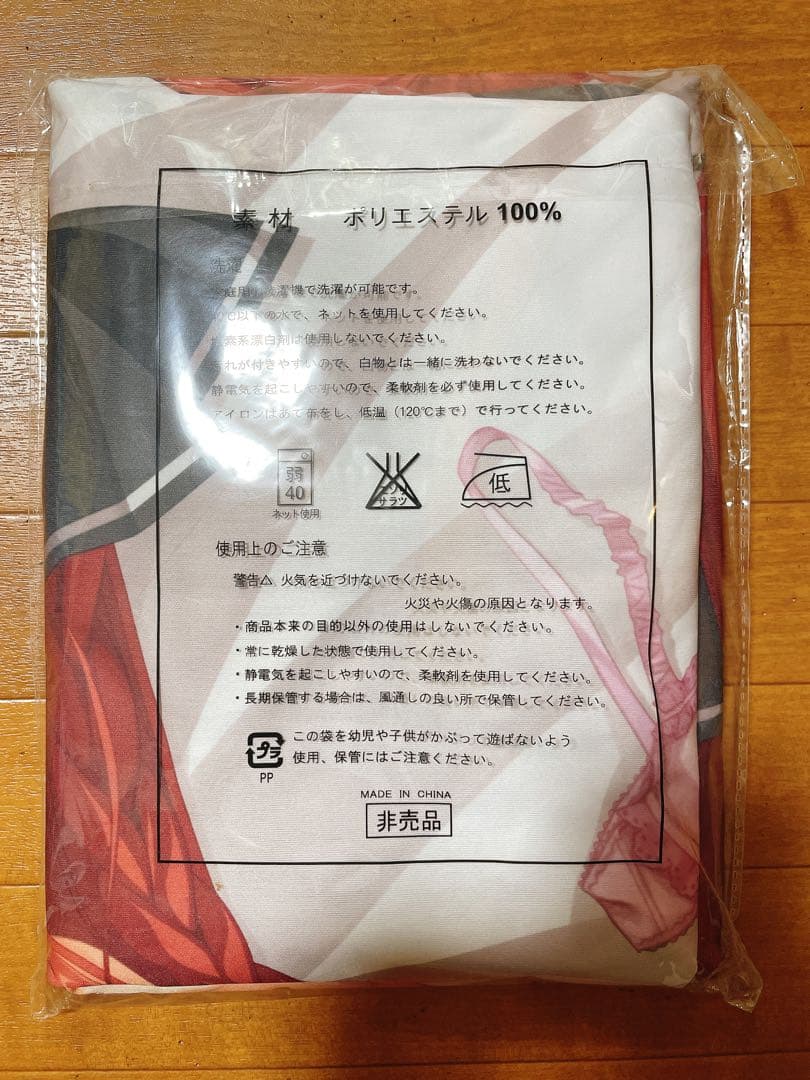 素材　ポリエステル 100%
洗濯
家庭用洗濯機で洗濯が可能です。
40℃以下の水で、ネットを使用してください。
塩素系漂白剤は使用しないでください。
汚れが付きやすいので、白物とは一緒に洗わないでください。
静電気を起こしやすいので、柔軟剤を必ず使用してください。
アイロンはあて布をし、低温（120℃まで）で行ってください。
弱 低
40 エンソ サラシ
ネット使用
使用上のご注意
警告⚠ 火気を近づけないでください。
火災や火傷の原因となります。
・商品本来の目的以外の使用はしないでください。
・常に乾燥した状態で使用してください。
・静電気を起こしやすいので、柔軟剤を使用してください。
・長期保管する場合は、風通しの良い所で保管してください。
プラ この袋を幼児や子供がかぶって遊ばないよう
PP 使用、保管にはご注意ください。
MADE IN CHINA
非売品